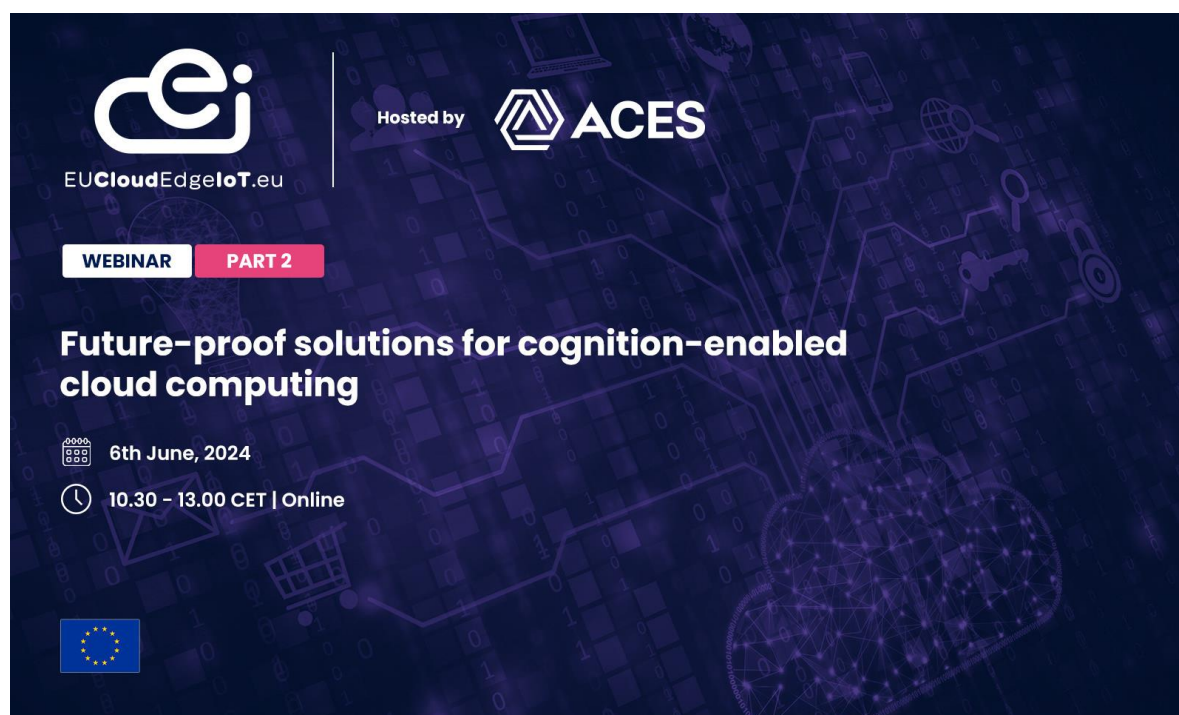 cei
EUCloudEdgeIoT.eu
Hosted by
ACES
WEBINAR
PART 2
Future-proof solutions for cognition-enabled
cloud computing
6th June, 2024
10.30 - 13.00 CET | Online